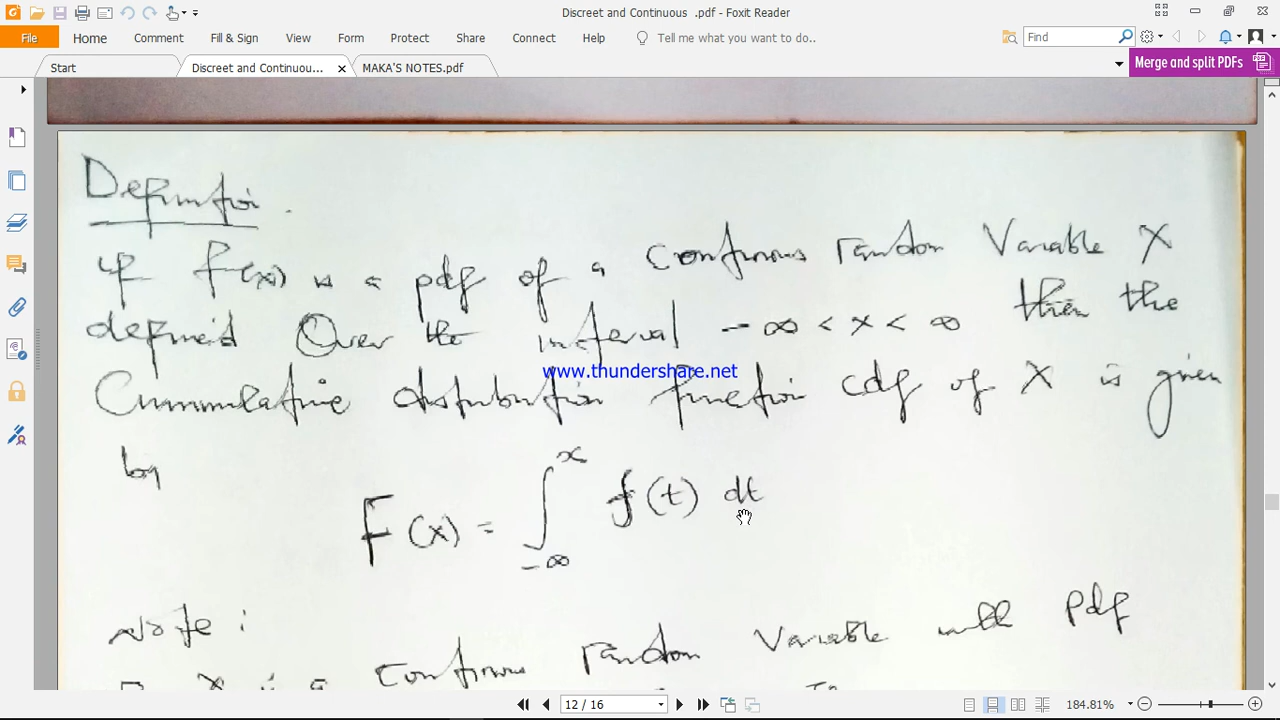 Discreet and Continuous .pdf - Foxit Reader
File Home Comment Fill & Sign View Form Protect Share Connect Help Tell me what you want to do.. Find
Start Discreet and Continuou... MAKA'S NOTES.pdf Merge and split PDFs
Definition.
if f(x) is a pdf of a Continuous random Variable X
defined Over the interval - ∞ < x < ∞ then the
www.thundershare.net
Cummulative distribution function cdf of X is given
by
F(x) = ∫_{-∞}^{x} f(t) dt
Note :
X is a Continuous random Variable with pdf
12 / 16 184.81%